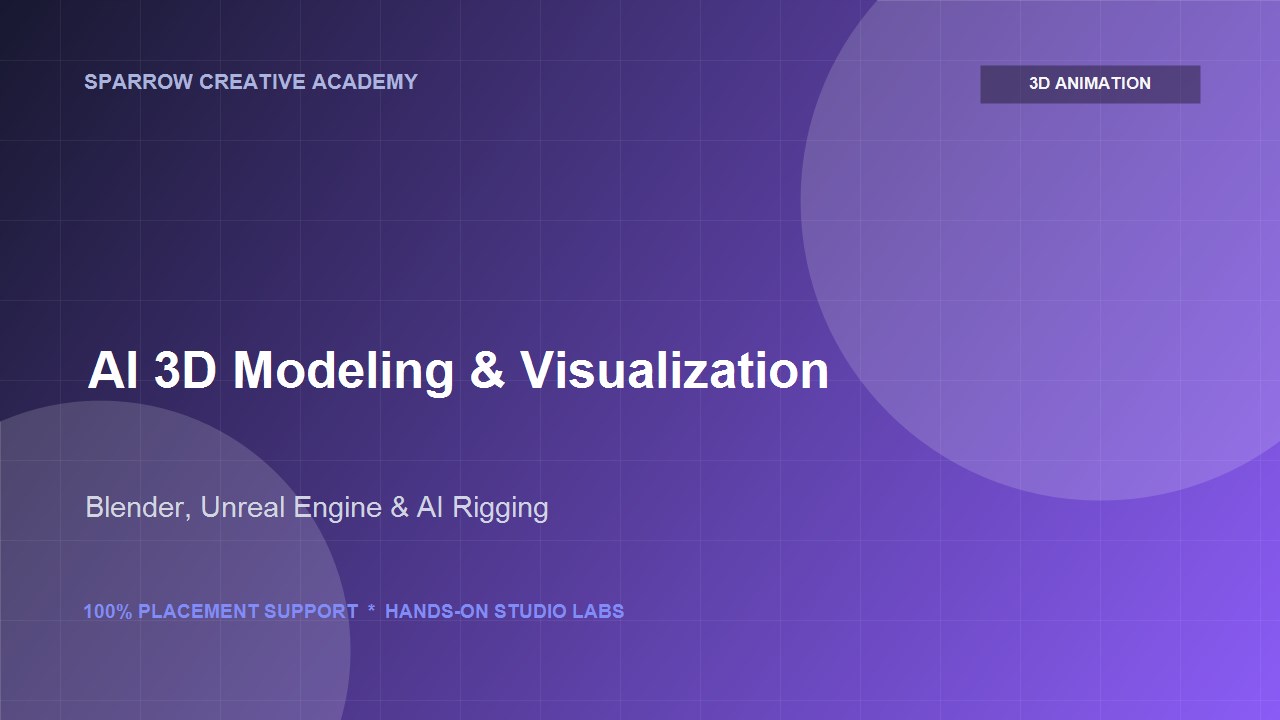 SPARROW CREATIVE ACADEMY
3D ANIMATION
AI 3D Modeling & Visualization
Blender, Unreal Engine & AI Rigging
100% PLACEMENT SUPPORT * HANDS-ON STUDIO LABS